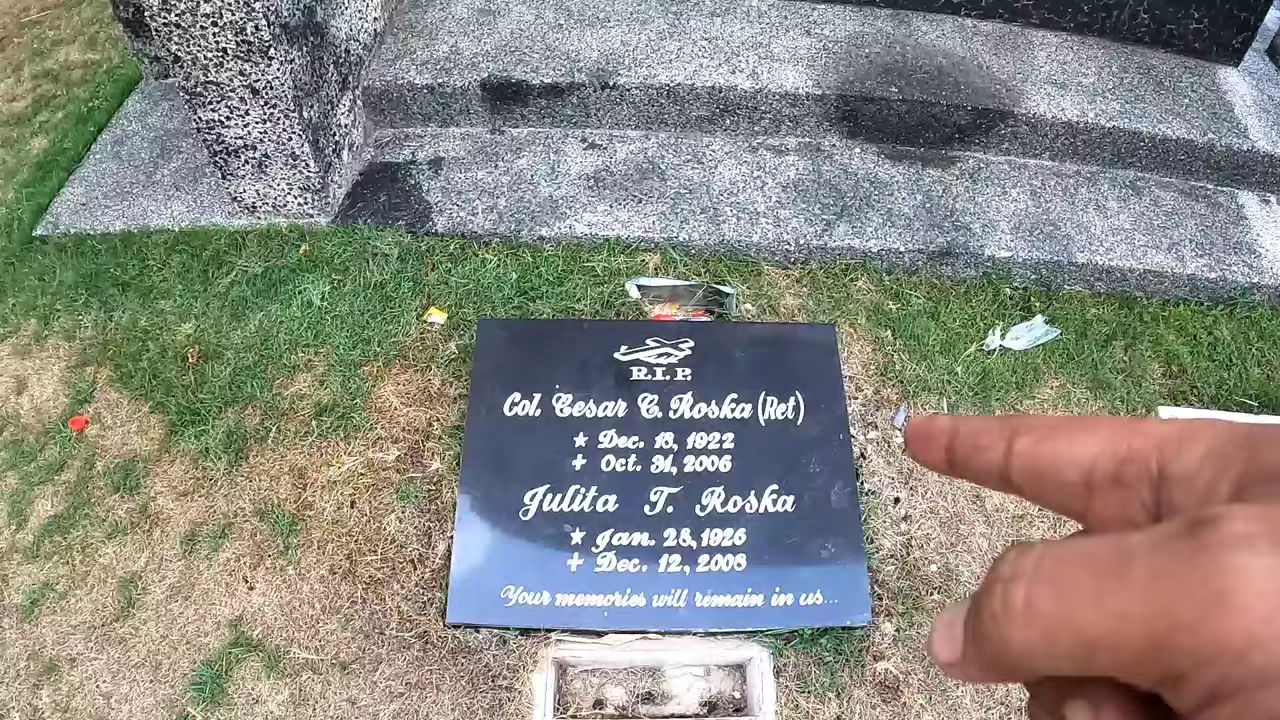 R.I.P.
Col. Cesar C. Roska (Ret)
★ Dec. 18, 1922
+ Oct. 31, 2006
Julita T. Roska
★ Jan. 28, 1926
+ Dec. 12, 2008
Your memories will remain in us...